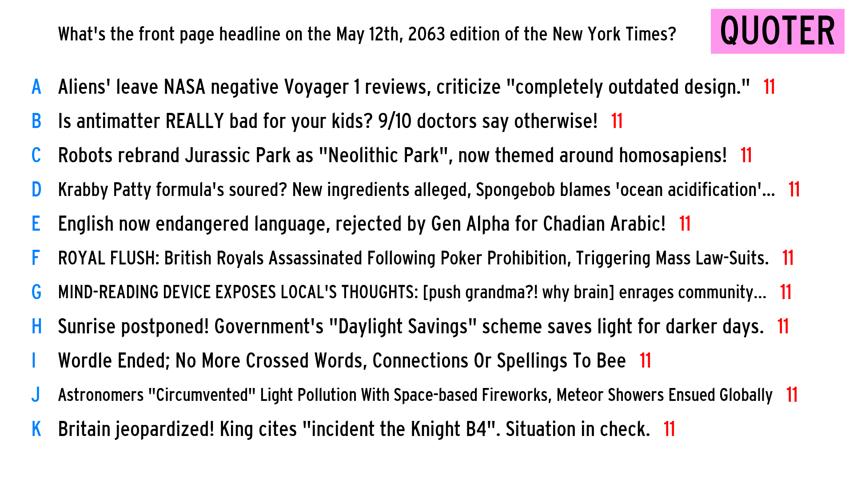 What's the front page headline on the May 12th, 2063 edition of the New York Times?
QUOTER
A Aliens' leave NASA negative Voyager 1 reviews, criticize "completely outdated design." 11
B Is antimatter REALLY bad for your kids? 9/10 doctors say otherwise! 11
C Robots rebrand Jurassic Park as "Neolithic Park", now themed around homosapiens! 11
D Krabby Patty formula's soured? New ingredients alleged, Spongebob blames 'ocean acidification'... 11
E English now endangered language, rejected by Gen Alpha for Chadian Arabic! 11
F ROYAL FLUSH: British Royals Assassinated Following Poker Prohibition, Triggering Mass Law-Suits. 11
G MIND-READING DEVICE EXPOSES LOCAL'S THOUGHTS: [push grandma?! why brain] enrages community... 11
H Sunrise postponed! Government's "Daylight Savings" scheme saves light for darker days. 11
I Wordle Ended; No More Crossed Words, Connections Or Spellings To Bee 11
J Astronomers "Circumvented" Light Pollution With Space-based Fireworks, Meteor Showers Ensued Globally 11
K Britain jeopardized! King cites "incident the Knight B4". Situation in check. 11